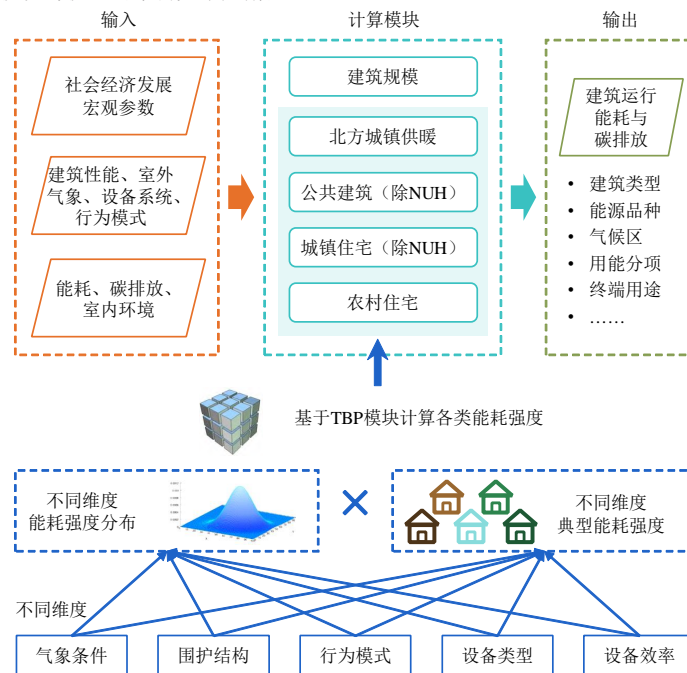 输入
计算模块
输出
社会经济发展
宏观参数
建筑性能、室外
气象、设备系统、
行为模式
能耗、碳排放、
室内环境
建筑规模
北方城镇供暖
公共建筑（除NUH）
城镇住宅（除NUH）
农村住宅
建筑运行
能耗与
碳排放
• 建筑类型
• 能源品种
• 气候区
• 用能分项
• 终端用途
• ……
基于TBP模块计算各类能耗强度
不同维度
能耗强度分布
不同维度
典型能耗强度
不同维度
气象条件
围护结构
行为模式
设备类型
设备效率